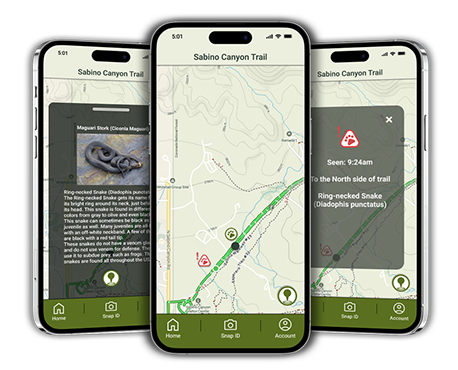 5:01
Sabino Canyon Trail
Maguari Stork (Ciconia Maguari)
Ring-necked Snake (Diadophis punctatus)
The Ring-necked Snake gets its name
its bright ring around its neck, just below
its head. This snake is found in different
colors from gray to olive and even black
This snake can sometimes be black as
juvenile as well. Many juveniles are all
with an off-white neckband. A few of the
are black with a red tail tip.
These snakes do not have a venom
and do not use venom for defense. They
use it to subdue prey, such as frogs. The
snakes are found all throughout the US
Home
Snap ID
5:01
Sabino Canyon Trail
Home
Snap ID
Account
Sabino Canyon Trail
Seen: 9:24am
To the North side of trail
Ring-necked Snake
(Diadophis punctatus)
Snap ID
Account